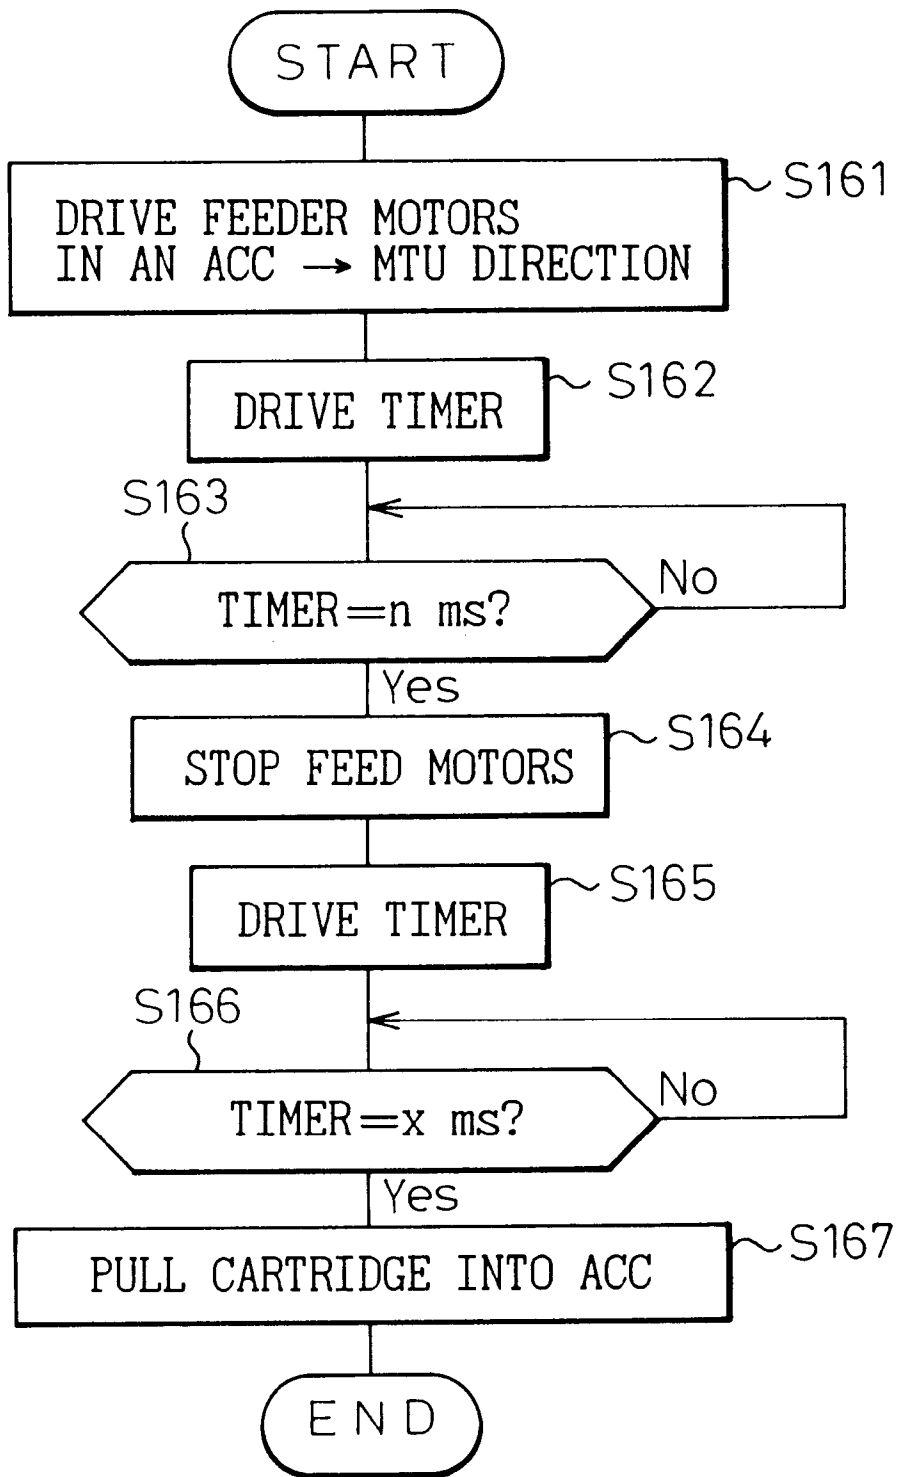 START
S161
DRIVE FEEDER MOTORS
IN AN ACC → MTU DIRECTION
S162
DRIVE TIMER
S163
No
TIMER=n ms?
Yes
S164
STOP FEED MOTORS
S165
DRIVE TIMER
S166
No
TIMER=x ms?
Yes
S167
PULL CARTRIDGE INTO ACC
END